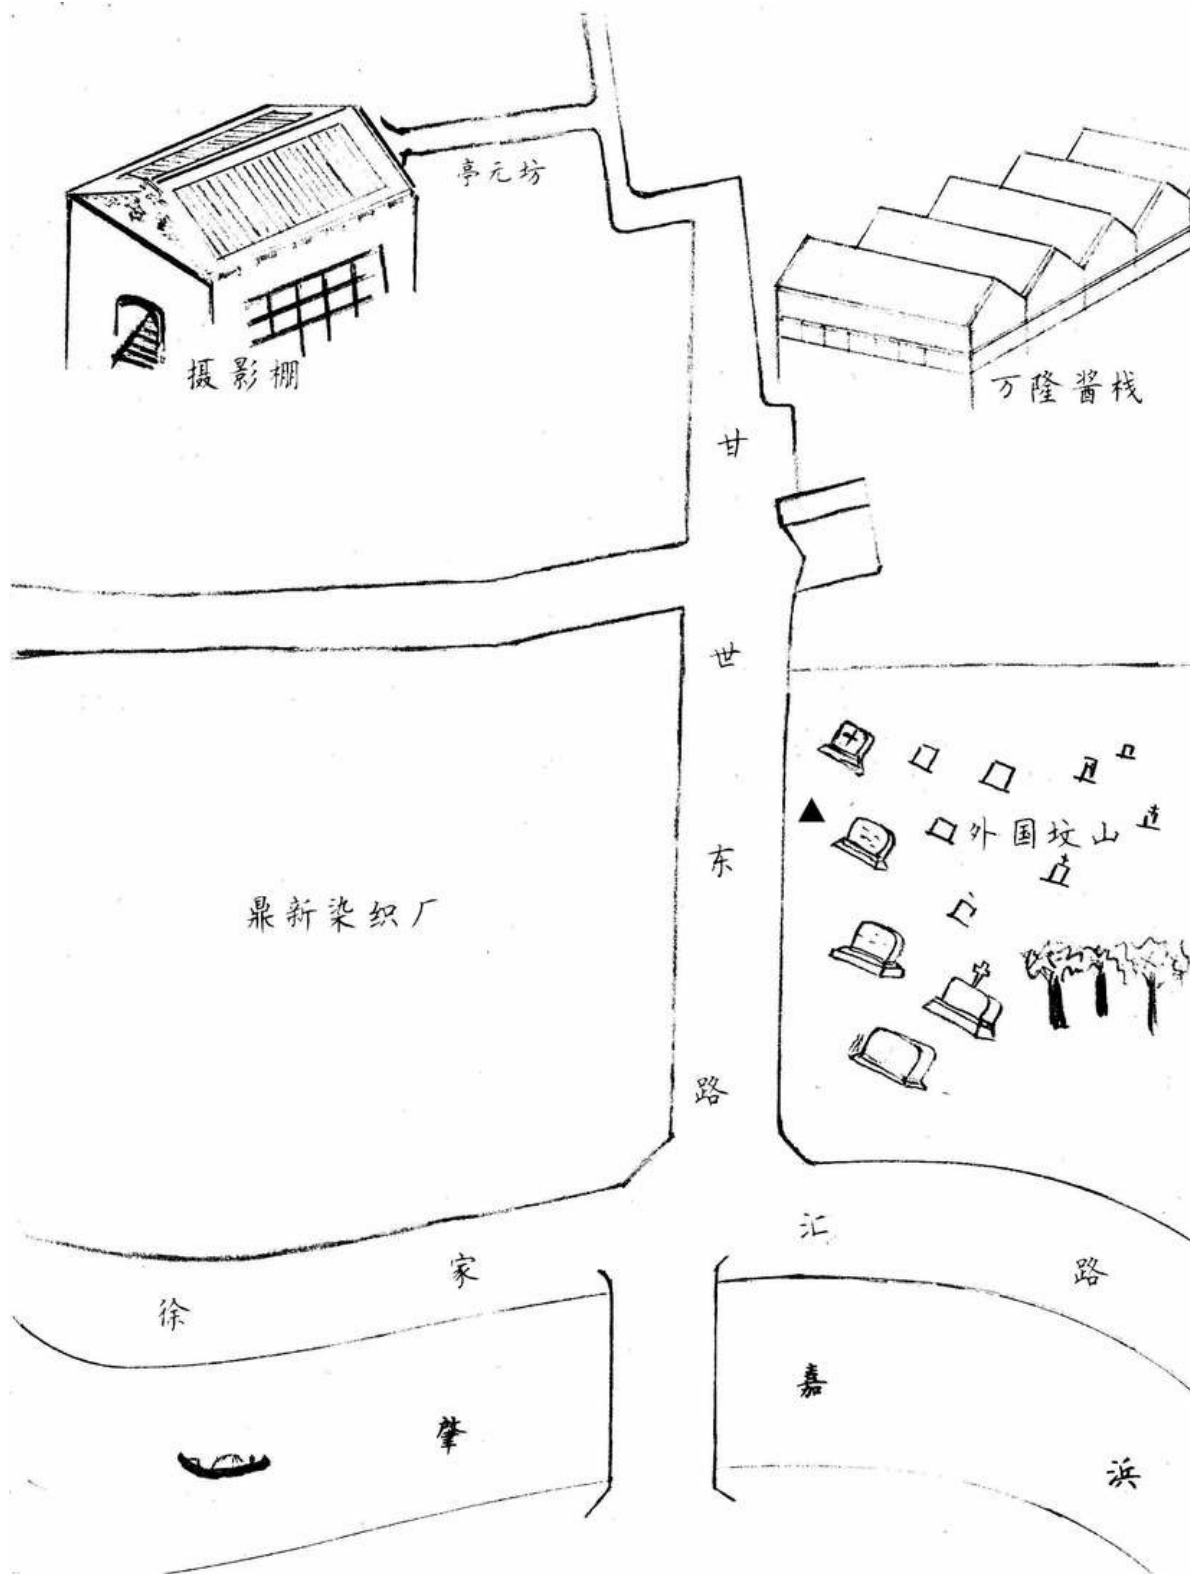 亭元坊
摄影棚
万隆酱栈
甘世东路
外国坟山
鼎新染织厂
徐家汇路
肇嘉浜